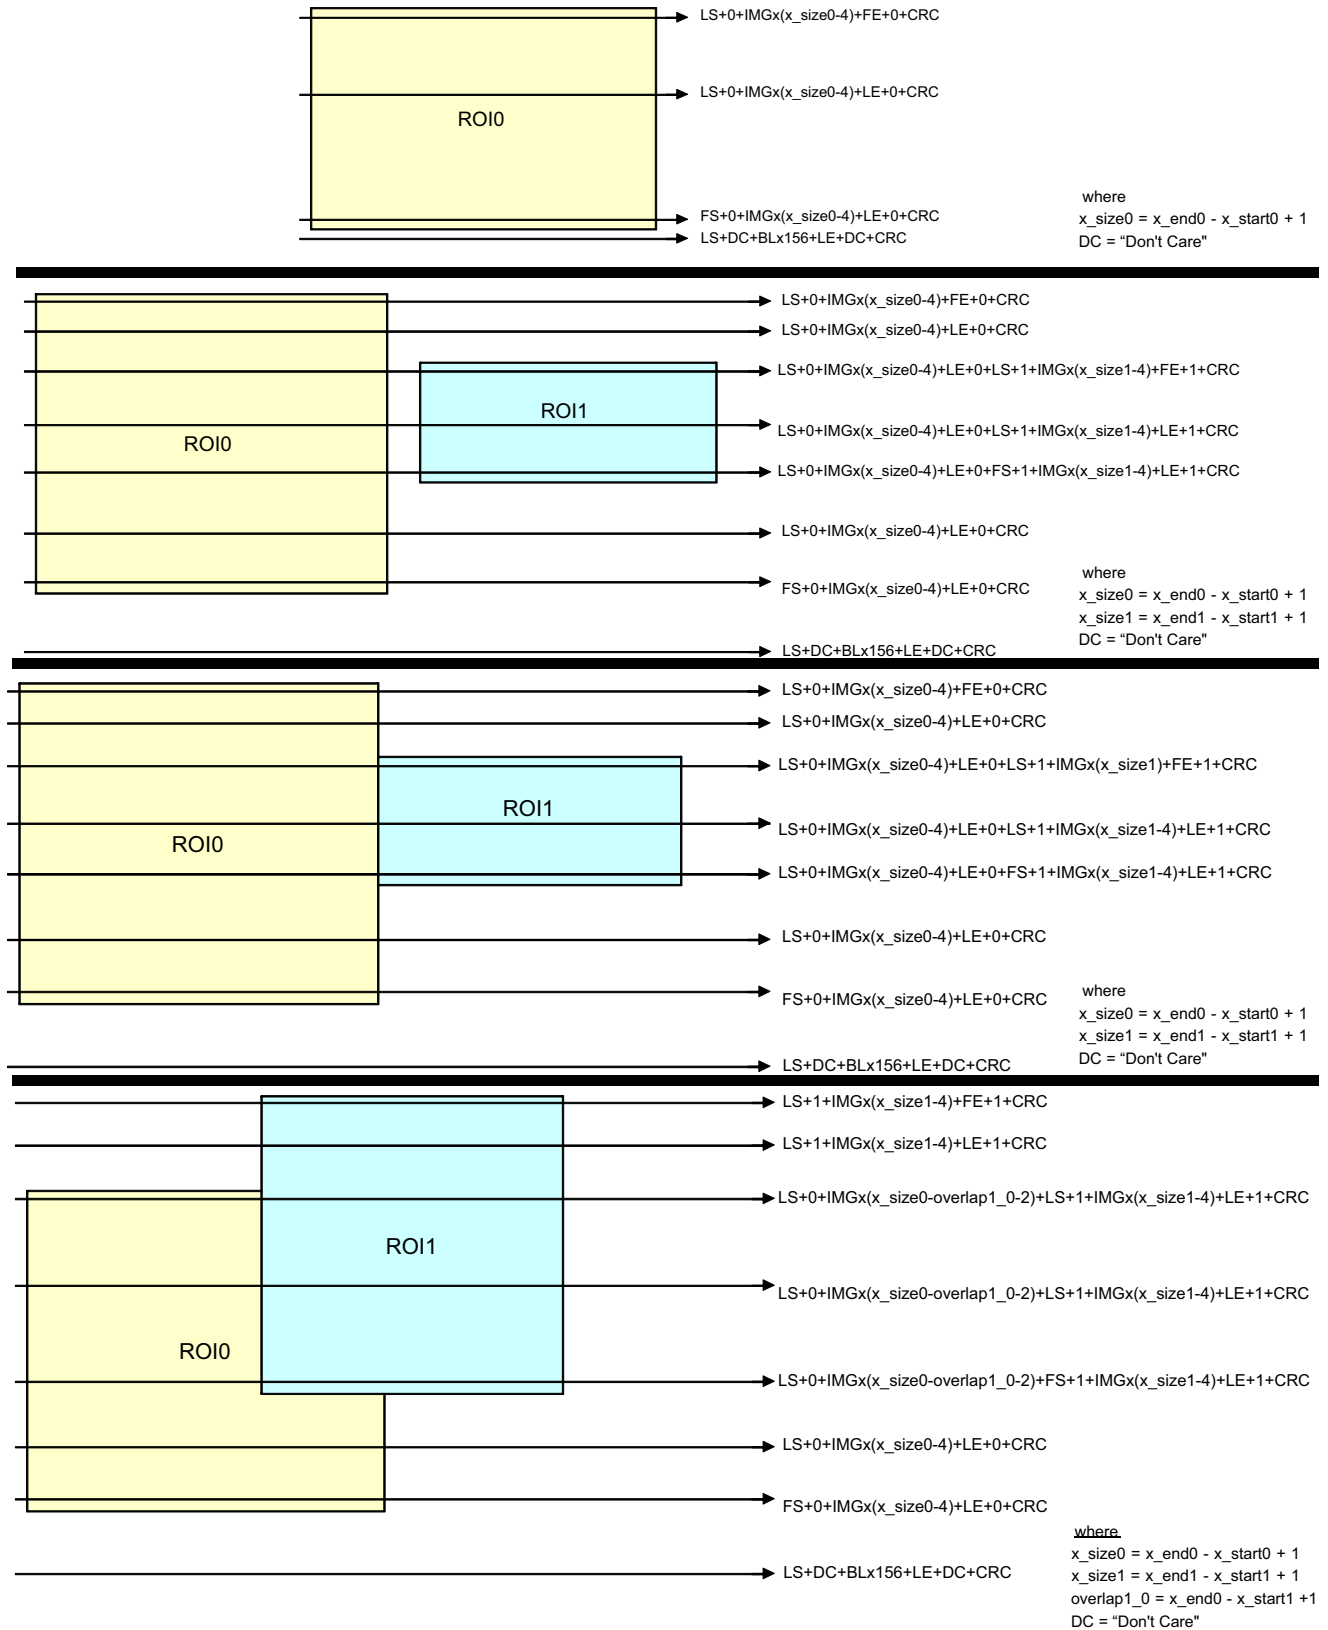 LS+0+IMGx(x_size0-4)+FE+0+CRC
LS+0+IMGx(x_size0-4)+LE+0+CRC
ROI0
FS+0+IMGx(x_size0-4)+LE+0+CRC
LS+DC+BLx156+LE+DC+CRC
where
x_size0 = x_end0 - x_start0 + 1
DC = “Don't Care"
LS+0+IMGx(x_size0-4)+FE+0+CRC
LS+0+IMGx(x_size0-4)+LE+0+CRC
LS+0+IMGx(x_size0-4)+LE+0+LS+1+IMGx(x_size1-4)+FE+1+CRC
ROI1
LS+0+IMGx(x_size0-4)+LE+0+LS+1+IMGx(x_size1-4)+LE+1+CRC
ROI0
LS+0+IMGx(x_size0-4)+LE+0+FS+1+IMGx(x_size1-4)+LE+1+CRC
LS+0+IMGx(x_size0-4)+LE+0+CRC
FS+0+IMGx(x_size0-4)+LE+0+CRC
where
x_size0 = x_end0 - x_start0 + 1
x_size1 = x_end1 - x_start1 + 1
DC = “Don't Care"
LS+DC+BLx156+LE+DC+CRC
LS+0+IMGx(x_size0-4)+FE+0+CRC
LS+0+IMGx(x_size0-4)+LE+0+CRC
LS+0+IMGx(x_size0-4)+LE+0+LS+1+IMGx(x_size1)+FE+1+CRC
ROI1
LS+0+IMGx(x_size0-4)+LE+0+LS+1+IMGx(x_size1-4)+LE+1+CRC
ROI0
LS+0+IMGx(x_size0-4)+LE+0+FS+1+IMGx(x_size1-4)+LE+1+CRC
LS+0+IMGx(x_size0-4)+LE+0+CRC
FS+0+IMGx(x_size0-4)+LE+0+CRC
where
x_size0 = x_end0 - x_start0 + 1
x_size1 = x_end1 - x_start1 + 1
DC = “Don't Care"
LS+DC+BLx156+LE+DC+CRC
LS+1+IMGx(x_size1-4)+FE+1+CRC
LS+1+IMGx(x_size1-4)+LE+1+CRC
LS+0+IMGx(x_size0-overlap1_0-2)+LS+1+IMGx(x_size1-4)+LE+1+CRC
ROI1
LS+0+IMGx(x_size0-overlap1_0-2)+LS+1+IMGx(x_size1-4)+LE+1+CRC
ROI0
LS+0+IMGx(x_size0-overlap1_0-2)+FS+1+IMGx(x_size1-4)+LE+1+CRC
LS+0+IMGx(x_size0-4)+LE+0+CRC
FS+0+IMGx(x_size0-4)+LE+0+CRC
where
x_size0 = x_end0 - x_start0 + 1
x_size1 = x_end1 - x_start1 + 1
overlap1_0 = x_end0 - x_start1 +1
DC = “Don't Care"
LS+DC+BLx156+LE+DC+CRC